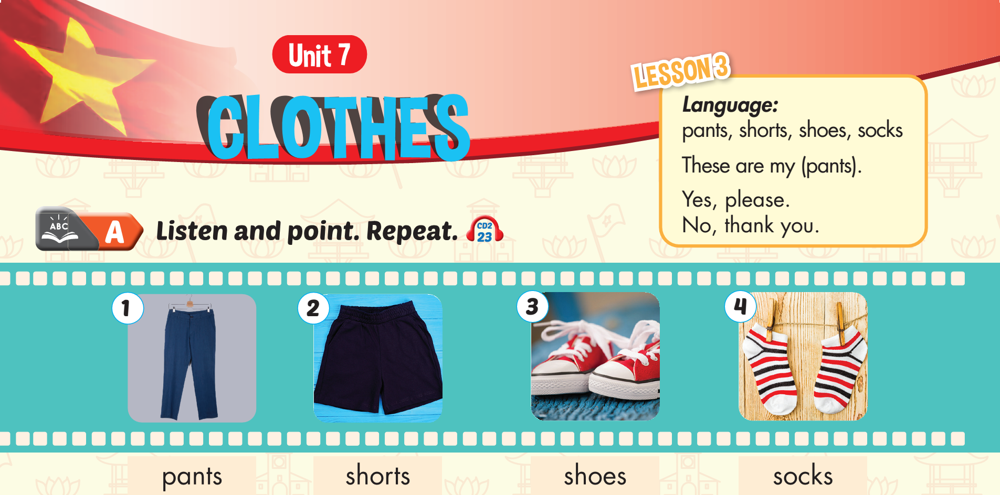 Unit 7
CLOTHES
LESSON 3
Language:
pants, shorts, shoes, socks
These are my (pants).
Yes, please.
No, thank you.
ABC
A
Listen and point. Repeat.
CD2
23
1
2
3
4
pants
shorts
shoes
socks